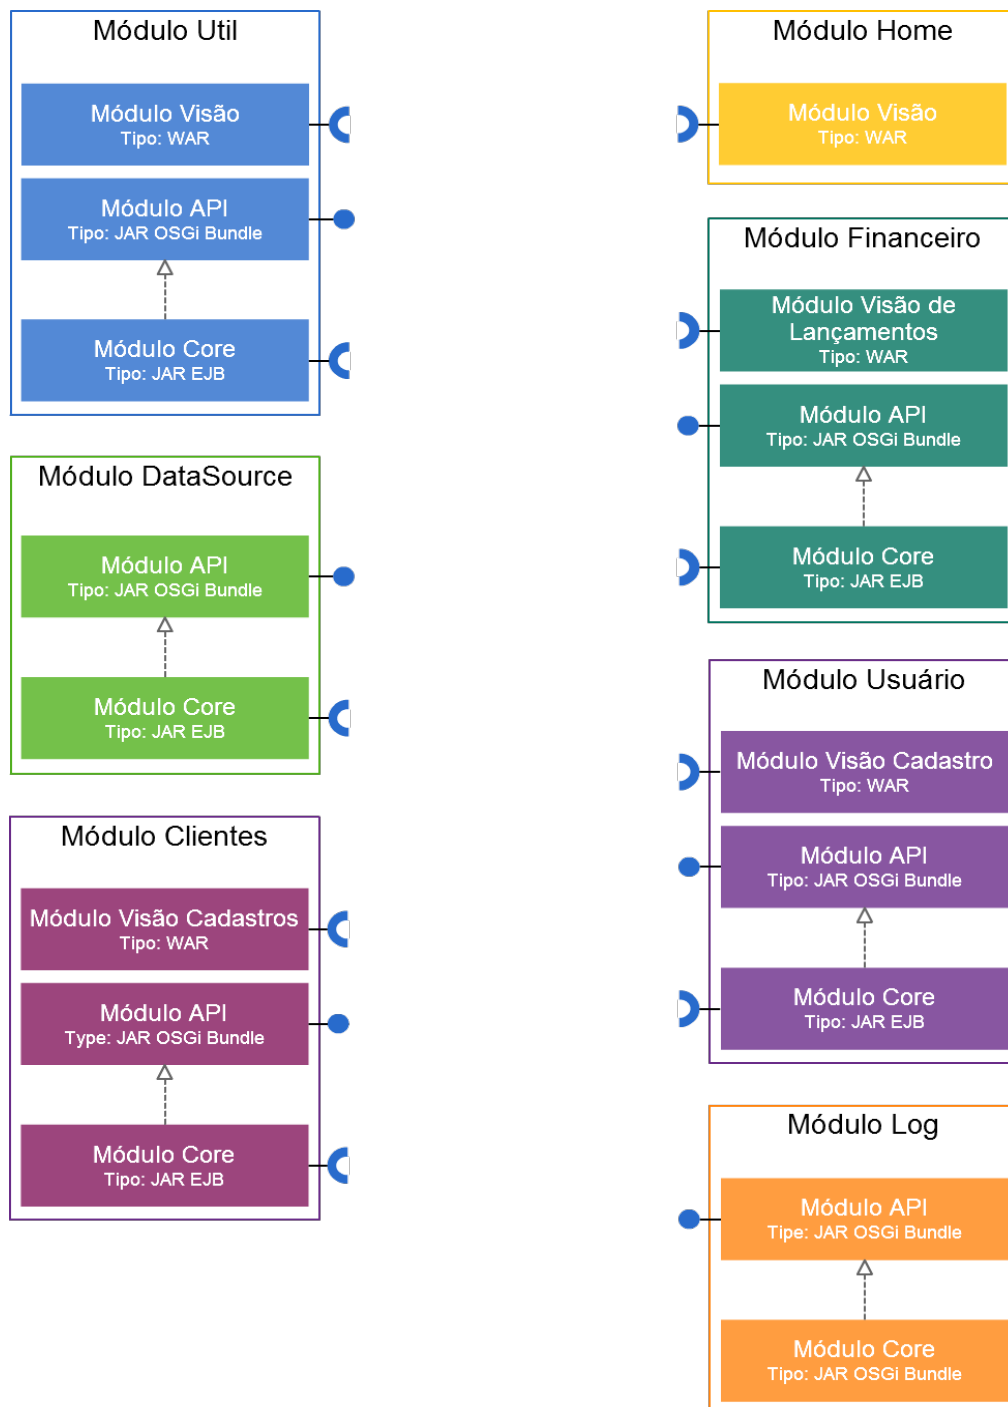 Módulo Util
Módulo Visão
Tipo: WAR
Módulo API
Tipo: JAR OSGi Bundle
Módulo Core
Tipo: JAR EJB
Módulo DataSource
Módulo API
Tipo: JAR OSGi Bundle
Módulo Core
Tipo: JAR EJB
Módulo Clientes
Módulo Visão Cadastros
Tipo: WAR
Módulo API
Type: JAR OSGi Bundle
Módulo Core
Tipo: JAR EJB
Módulo Home
Módulo Visão
Tipo: WAR
Módulo Financeiro
Módulo Visão de
Lançamentos
Tipo: WAR
Módulo API
Tipo: JAR OSGi Bundle
Módulo Core
Tipo: JAR EJB
Módulo Usuário
Módulo Visão Cadastro
Tipo: WAR
Módulo API
Tipo: JAR OSGi Bundle
Módulo Core
Tipo: JAR EJB
Módulo Log
Módulo API
Tipe: JAR OSGi Bundle
Módulo Core
Tipo: JAR OSGi Bundle